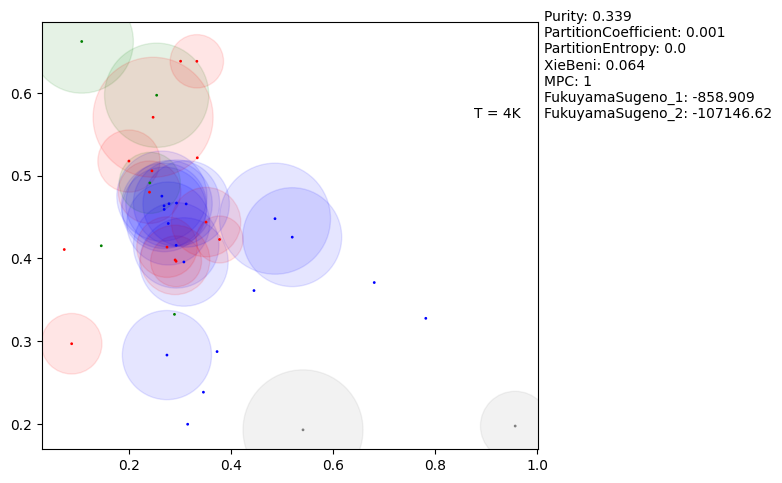 Purity: 0.339
PartitionCoefficient: 0.001
PartitionEntropy: 0.0
XieBeni: 0.064
MPC: 1
FukuyamaSugeno_1: -858.909
FukuyamaSugeno_2: -107146.62
T = 4K
0.6
0.5
0.4
0.3
0.2
0.2 0.4 0.6 0.8 1.0